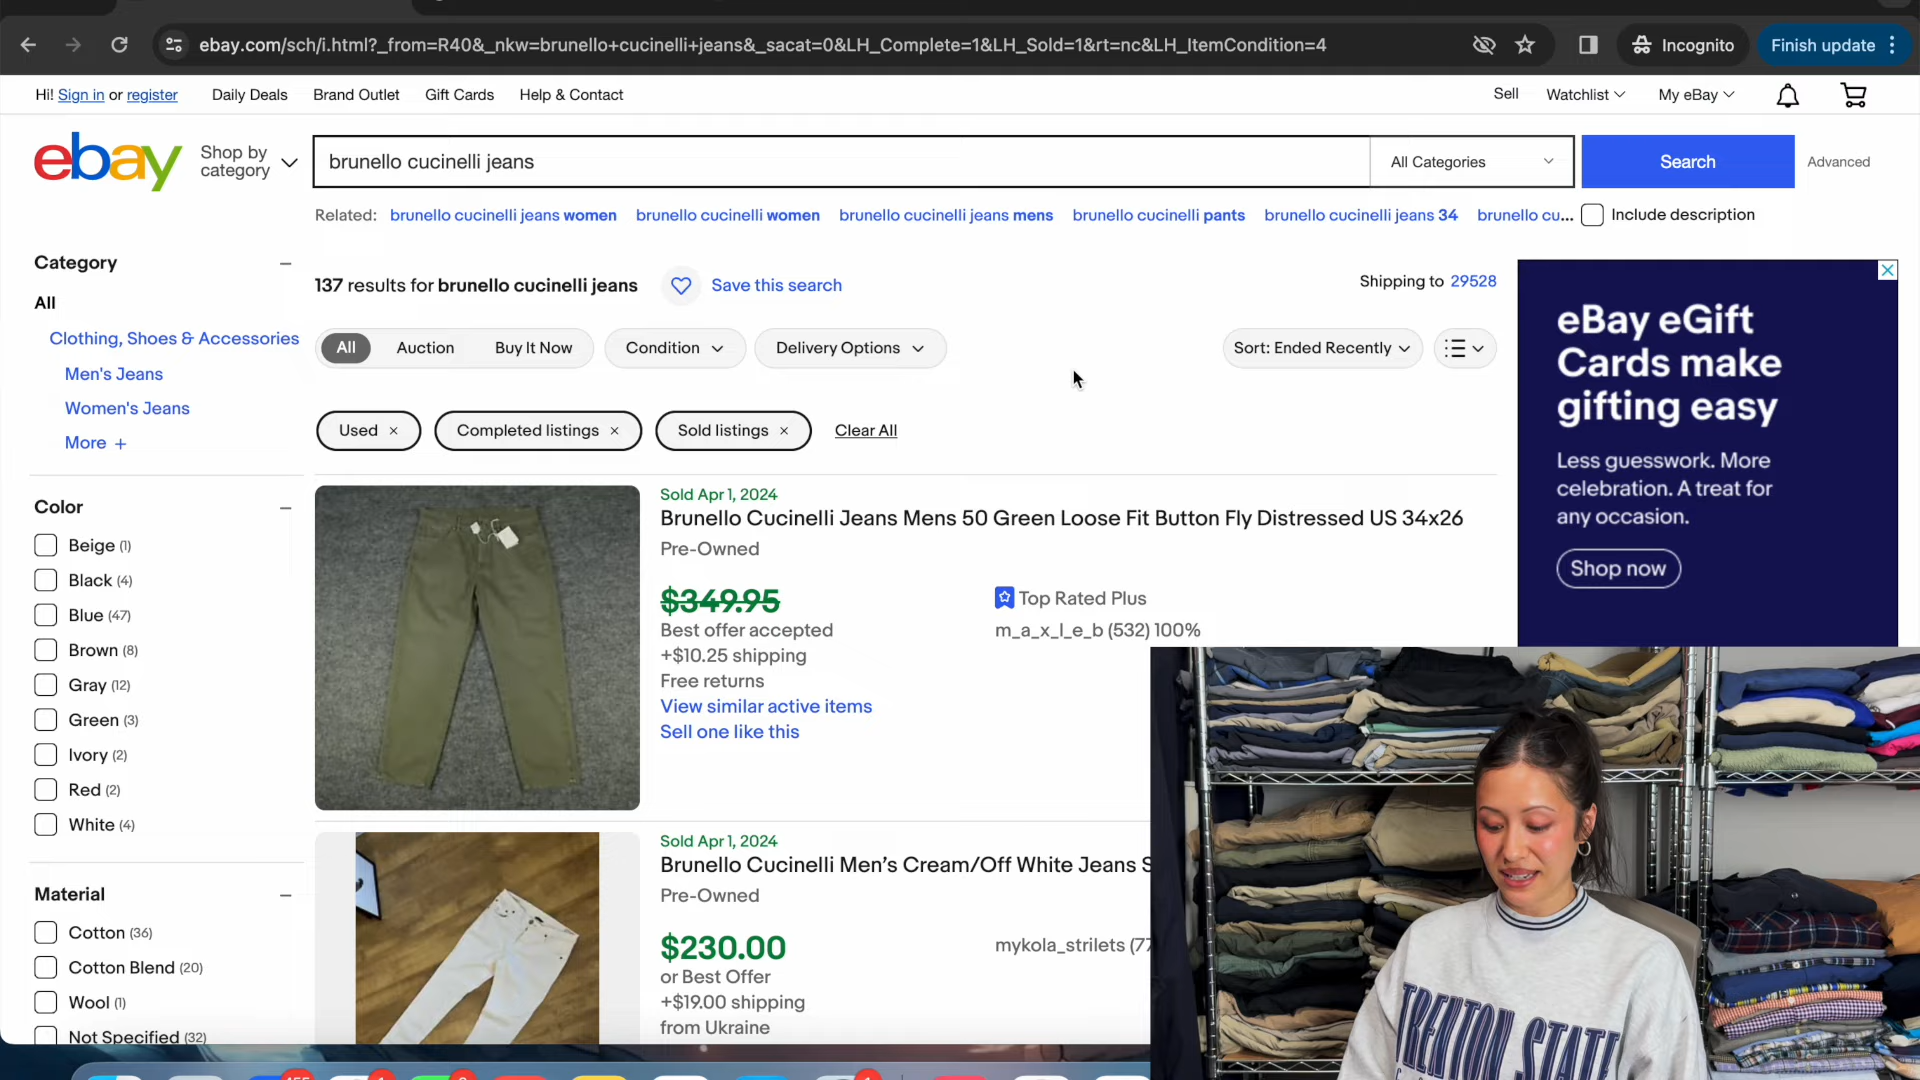 ebay.com/sch/i.html?_from=R40&_nkw=brunello+cucinelli+jeans&_sacat=0&LH_Complete=1&LH_Sold=1&rt=nc&LH_ItemCondition=4
Incognito
Finish update
Hi! Sign in or register
Daily Deals
Brand Outlet
Gift Cards
Help & Contact
Sell
Watchlist
My eBay
ebay
Shop by category
brunello cucinelli jeans
All Categories
Search
Advanced
Related: brunello cucinelli jeans women brunello cucinelli women brunello cucinelli jeans mens brunello cucinelli pants brunello cucinelli jeans 34 brunello cu...
Include description
Category
All
Clothing, Shoes & Accessories
Men's Jeans
Women's Jeans
More +
Color
Beige (1)
Black (4)
Blue (47)
Brown (8)
Gray (12)
Green (3)
Ivory (2)
Red (2)
White (4)
Material
Cotton (36)
Cotton Blend (20)
Wool (1)
Not Specified (32)
137 results for brunello cucinelli jeans
Save this search
Shipping to 29528
All
Auction
Buy It Now
Condition
Delivery Options
Sort: Ended Recently
Used ×
Completed listings ×
Sold listings ×
Clear All
Sold Apr 1, 2024
Brunello Cucinelli Jeans Mens 50 Green Loose Fit Button Fly Distressed US 34x26
Pre-Owned
$349.95
Best offer accepted
+$10.25 shipping
Free returns
View similar active items
Sell one like this
Top Rated Plus
m_a_x_l_e_b (532) 100%
Sold Apr 1, 2024
Brunello Cucinelli Men's Cream/Off White Jeans S
Pre-Owned
$230.00
or Best Offer
+$19.00 shipping
from Ukraine
mykola_strilets (77
eBay eGift
Cards make
gifting easy
Less guesswork. More
celebration. A treat for
any occasion.
Shop now
TRENTON STATE